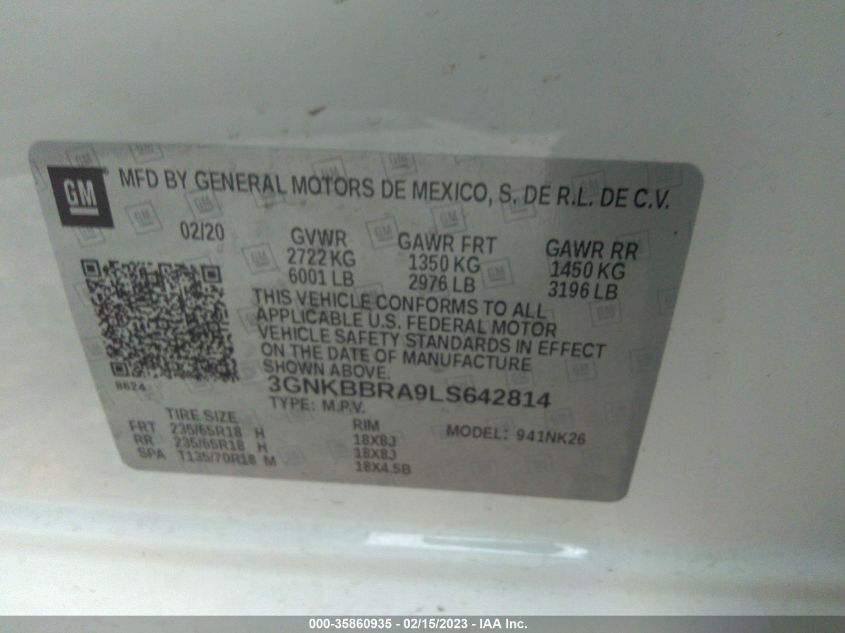 GM ® MFD BY GENERAL MOTORS DE MEXICO, S. DE R.L. DE C.V.
02/20 GVWR GAWR FRT GAWR RR
2722 KG 1350 KG 1450 KG
6001 LB 2976 LB 3196 LB
THIS VEHICLE CONFORMS TO ALL
APPLICABLE U.S. FEDERAL MOTOR
VEHICLE SAFETY STANDARDS IN EFFECT
ON THE DATE OF MANUFACTURE
SHOWN ABOVE.
8624
3GNKBBRA9LS642814
TYPE: M.P.V.
TIRE SIZE RIM MODEL: 941NK26
FRT 235/65R18 H 18X8J
RR 235/65R18 H 18X8J
SPA T135/70R18 M 18X4.5B
000-35860935 - 02/15/2023 - IAA Inc.